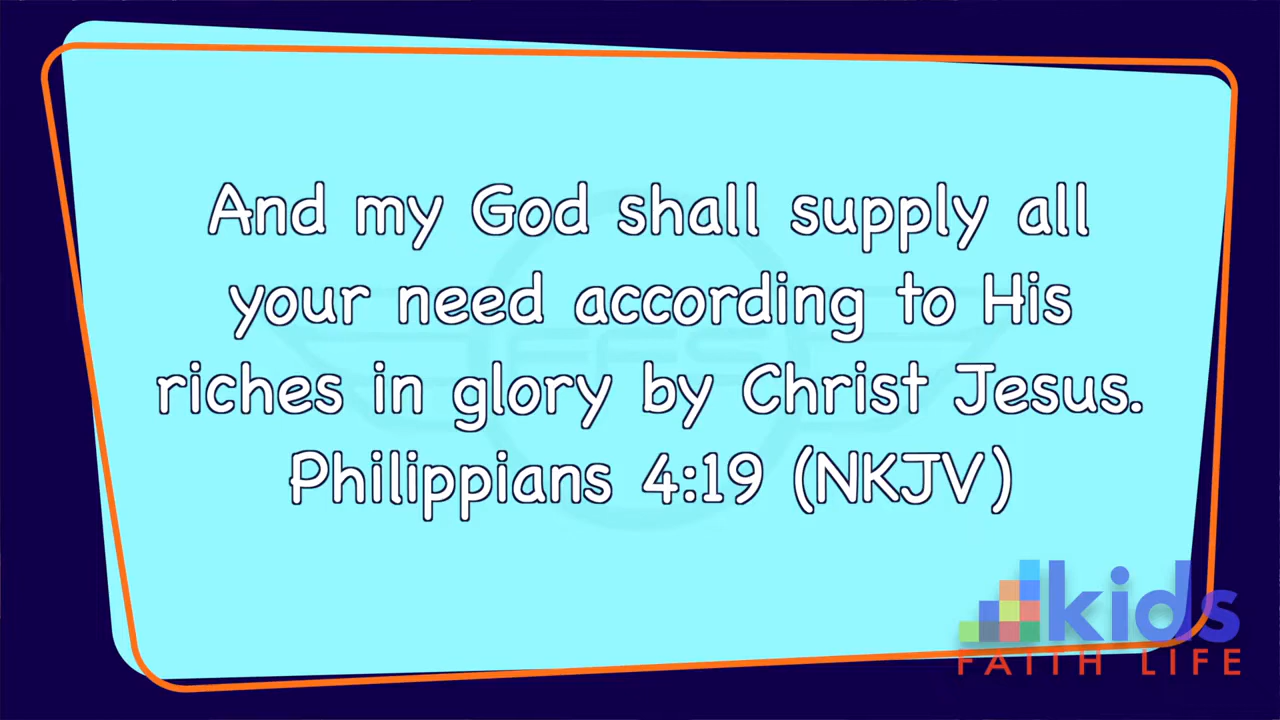 And my God shall supply all
your need according to His
riches in glory by Christ Jesus.
Philippians 4:19 (NKJV)
kids
FAITH LIFE